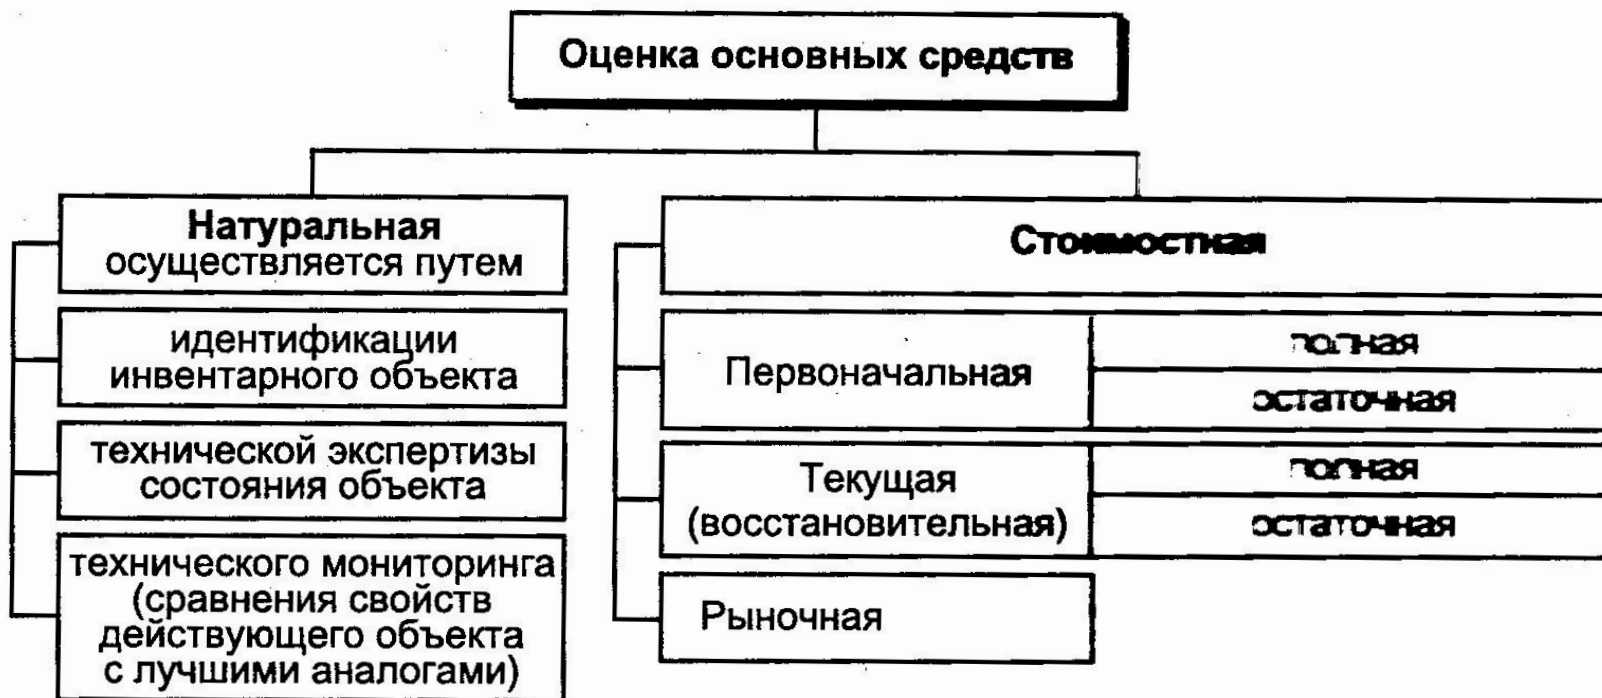 Оценка основных средств
Натуральная
осуществляется путем
идентификации
инвентарного объекта
технической экспертизы
состояния объекта
технического мониторинга
(сравнения свойств
действующего объекта
с лучшими аналогами)
Стоимостная
Первоначальная
полная
остаточная
Текущая
(восстановительная)
полная
остаточная
Рыночная